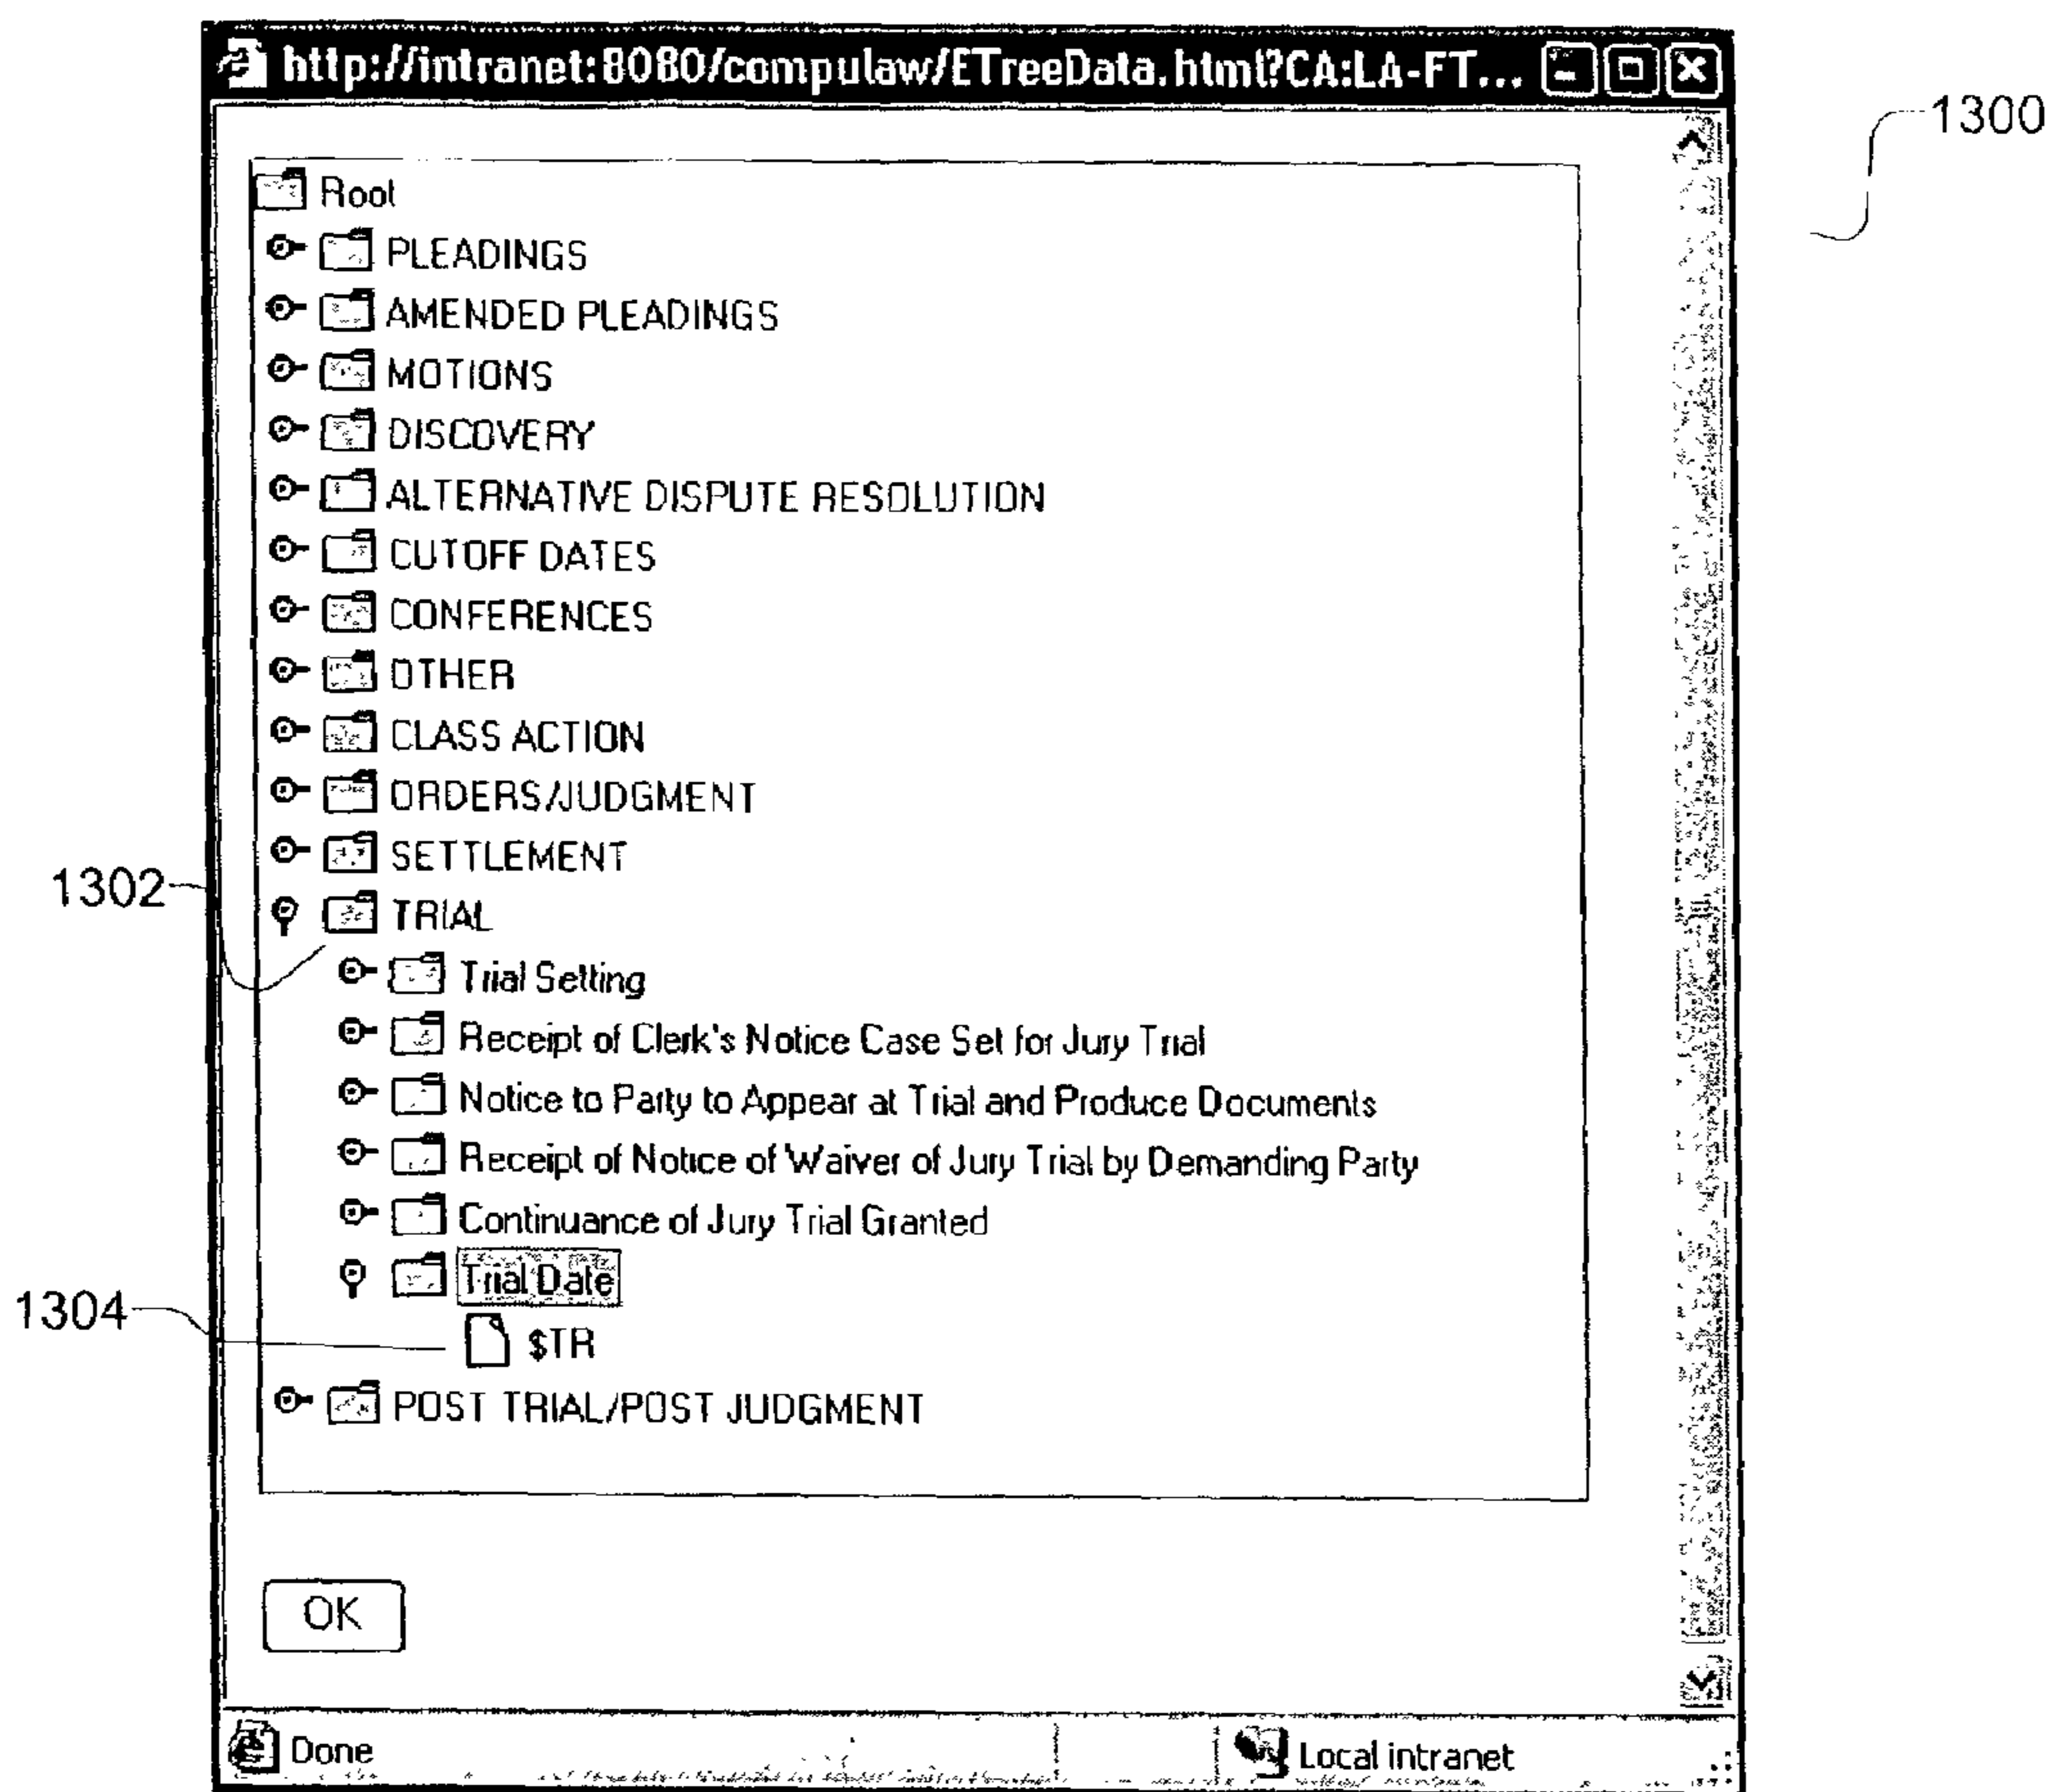 http://intranet:8080/compulaw/ETreeData.html?CA:LA-FT...
1300
Root
PLEADINGS
AMENDED PLEADINGS
MOTIONS
DISCOVERY
ALTERNATIVE DISPUTE RESOLUTION
CUTOFF DATES
CONFERENCES
OTHER
CLASS ACTION
ORDERS/JUDGMENT
SETTLEMENT
1302
TRIAL
Trial Setting
Receipt of Clerk's Notice Case Set for Jury Trial
Notice to Party to Appear at Trial and Produce Documents
Receipt of Notice of Waiver of Jury Trial by Demanding Party
Continuance of Jury Trial Granted
Trial Date
1304
$TR
POST TRIAL/POST JUDGMENT
OK
Done
Local intranet